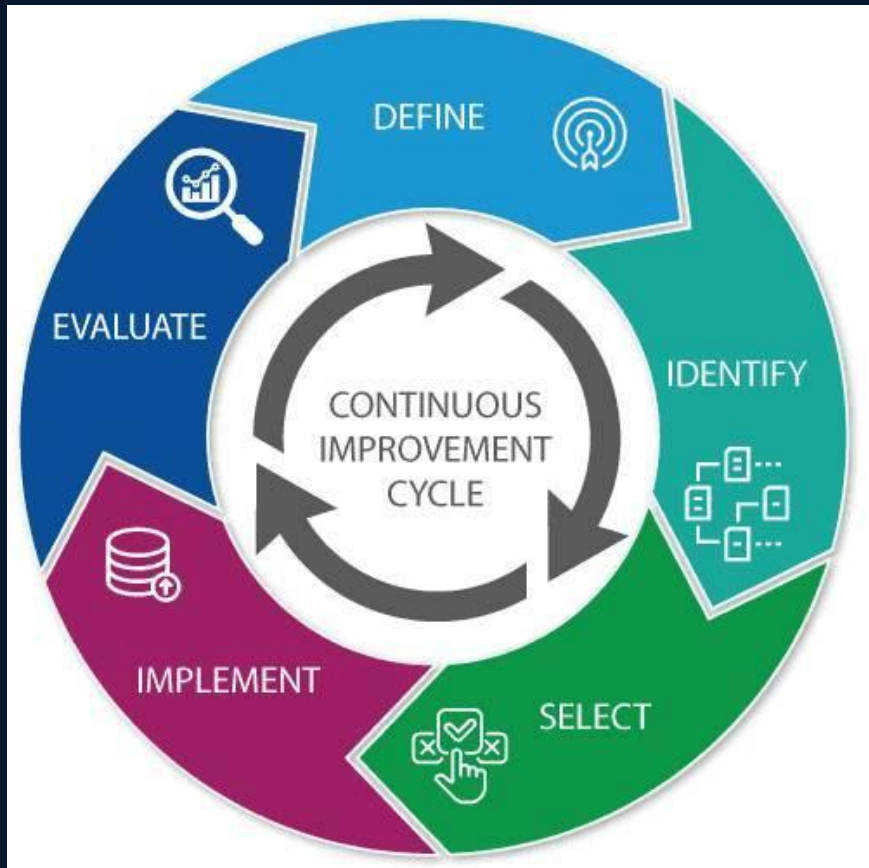 DEFINE
IDENTIFY
SELECT
IMPLEMENT
EVALUATE
CONTINUOUS
IMPROVEMENT
CYCLE